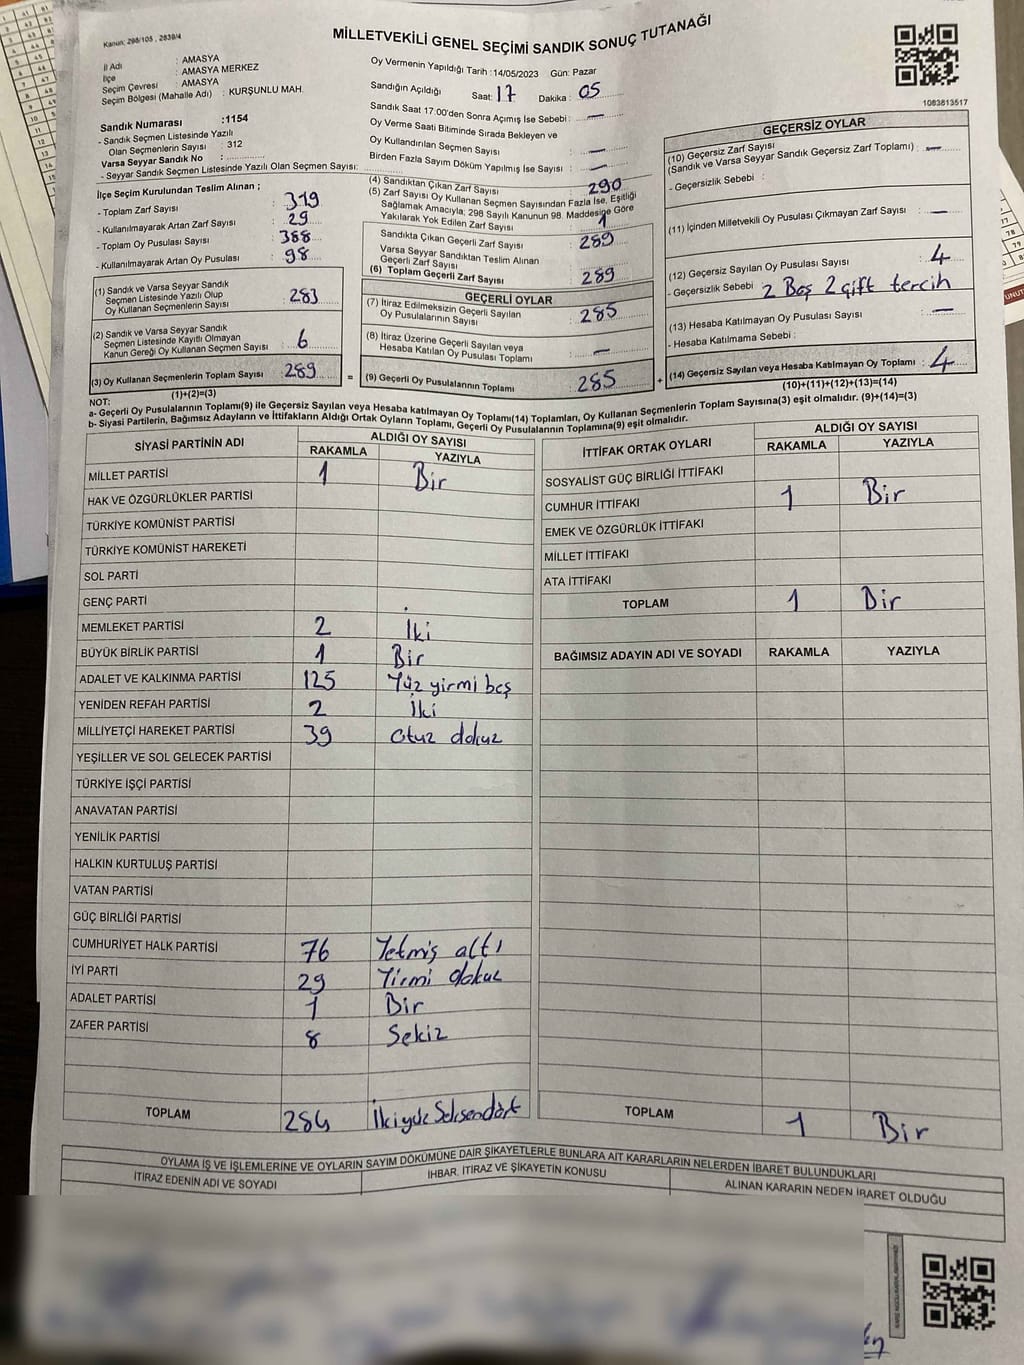 Kanun: 298/105, 2839/4
MİLLETVEKİLİ GENEL SEÇİMİ SANDIK SONUÇ TUTANAĞI
1083813517
İl Adı : AMASYA
İlçe : AMASYA MERKEZ
Seçim Çevresi : AMASYA
Seçim Bölgesi (Mahalle Adı) : KURŞUNLU MAH.
Sandık Numarası :1154
- Sandık Seçmen Listesinde Yazılı
Olan Seçmenlerin Sayısı : 312
Varsa Seyyar Sandık No :
- Seyyar Sandık Seçmen Listesinde Yazılı Olan Seçmen Sayısı:
İlçe Seçim Kurulundan Teslim Alınan ;
- Toplam Zarf Sayısı : 319
- Kullanılmayarak Artan Zarf Sayısı : 29
- Toplam Oy Pusulası Sayısı : 388
- Kullanılmayarak Artan Oy Pusulası : 98
(1) Sandık ve Varsa Seyyar Sandık
Seçmen Listesinde Yazılı Olup
Oy Kullanan Seçmenlerin Sayısı : 283
(2) Sandık ve Varsa Seyyar Sandık
Seçmen Listesinde Kayıtlı Olmayan
Kanun Gereği Oy Kullanan Seçmen Sayısı : 6
(3) Oy Kullanan Seçmenlerin Toplam Sayısı : 289
(1)+(2)=(3)
Oy Vermenin Yapıldığı Tarih :14/05/2023 Gün: Pazar
Sandığın Açıldığı Saat: 17 Dakika : 05
Sandık Saat 17:00'den Sonra Açımış İse Sebebi : —
Oy Verme Saati Bitiminde Sırada Bekleyen ve
Oy Kullandırılan Seçmen Sayısı : —
Birden Fazla Sayım Döküm Yapılmış İse Sayısı : —
(4) Sandıktan Çıkan Zarf Sayısı : 290
(5) Zarf Sayısı Oy Kullanan Seçmen Sayısından Fazla İse, Eşitliği
Sağlamak Amacıyla; 298 Sayılı Kanunun 98. Maddesine Göre
Yakılarak Yok Edilen Zarf Sayısı : 1
Sandıkta Çıkan Geçerli Zarf Sayısı : 289
Varsa Seyyar Sandıktan Teslim Alınan
Geçerli Zarf Sayısı :
(6) Toplam Geçerli Zarf Sayısı : 289
GEÇERLİ OYLAR
(7) İtiraz Edilmeksizin Geçerli Sayılan
Oy Pusulalarının Sayısı : 285
(8) İtiraz Üzerine Geçerli Sayılan veya
Hesaba Katılan Oy Pusulası Toplamı : —
= (9) Geçerli Oy Pusulalarının Toplamı : 285
GEÇERSİZ OYLAR
(10) Geçersiz Zarf Sayısı
(Sandık ve Varsa Seyyar Sandık Geçersiz Zarf Toplamı) : —
- Geçersizlik Sebebi :
(11) İçinden Milletvekili Oy Pusulası Çıkmayan Zarf Sayısı : —
(12) Geçersiz Sayılan Oy Pusulası Sayısı : 4
- Geçersizlik Sebebi : 2 Boş 2 çift tercih
(13) Hesaba Katılmayan Oy Pusulası Sayısı : —
- Hesaba Katılmama Sebebi :
+ (14) Geçersiz Sayılan veya Hesaba Katılmayan Oy Toplamı : 4
(10)+(11)+(12)+(13)=(14)
NOT:
a- Geçerli Oy Pusulalarının Toplamı(9) ile Geçersiz Sayılan veya Hesaba katılmayan Oy Toplamı(14) Toplamları, Oy Kullanan Seçmenlerin Toplam Sayısına(3) eşit olmalıdır. (9)+(14)=(3)
b- Siyasi Partilerin, Bağımsız Adayların ve İttifakların Aldığı Ortak Oyların Toplamı, Geçerli Oy Pusulalarının Toplamına(9) eşit olmalıdır.
SİYASİ PARTİNİN ADI ALDIĞI OY SAYISI
RAKAMLA YAZIYLA
MİLLET PARTİSİ 1 Bir
HAK VE ÖZGÜRLÜKLER PARTİSİ
TÜRKİYE KOMÜNİST PARTİSİ
TÜRKİYE KOMÜNİST HAREKETİ
SOL PARTİ
GENÇ PARTİ
MEMLEKET PARTİSİ 2 İki
BÜYÜK BİRLİK PARTİSİ 1 Bir
ADALET VE KALKINMA PARTİSİ 125 Yüz yirmi beş
YENİDEN REFAH PARTİSİ 2 İki
MİLLİYETÇİ HAREKET PARTİSİ 39 otuz dokuz
YEŞİLLER VE SOL GELECEK PARTİSİ
TÜRKİYE İŞÇİ PARTİSİ
ANAVATAN PARTİSİ
YENİLİK PARTİSİ
HALKIN KURTULUŞ PARTİSİ
VATAN PARTİSİ
GÜÇ BİRLİĞİ PARTİSİ
CUMHURİYET HALK PARTİSİ 76 Yetmiş altı
İYİ PARTİ 29 Yirmi dokuz
ADALET PARTİSİ 1 Bir
ZAFER PARTİSİ 8 Sekiz
TOPLAM 284 İkiyüz Seksendört
İTTİFAK ORTAK OYLARI ALDIĞI OY SAYISI
RAKAMLA YAZIYLA
SOSYALİST GÜÇ BİRLİĞİ İTTİFAKI
CUMHUR İTTİFAKI 1 Bir
EMEK VE ÖZGÜRLÜK İTTİFAKI
MİLLET İTTİFAKI
ATA İTTİFAKI
TOPLAM 1 Bir
BAĞIMSIZ ADAYIN ADI VE SOYADI RAKAMLA YAZIYLA
TOPLAM 1 Bir
OYLAMA İŞ VE İŞLEMLERİNE VE OYLARIN SAYIM DÖKÜMÜNE DAİR ŞİKAYETLERLE BUNLARA AİT KARARLARIN NELERDEN İBARET BULUNDUKLARI
İTİRAZ EDENİN ADI VE SOYADI İHBAR, İTİRAZ VE ŞİKAYETİN KONUSU ALINAN KARARIN NEDEN İBARET OLDUĞU